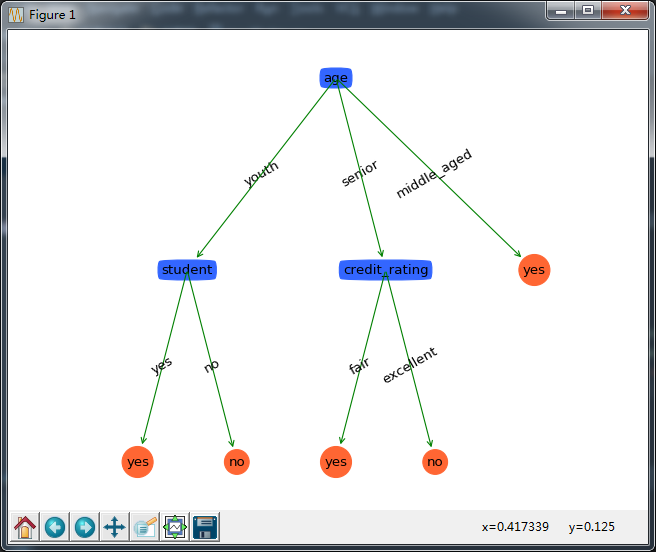 Figure 1
age
youth
senior
middle_aged
student
credit_rating
yes
yes
no
fair
excellent
yes
no
yes
no
x=0.417339 y=0.125